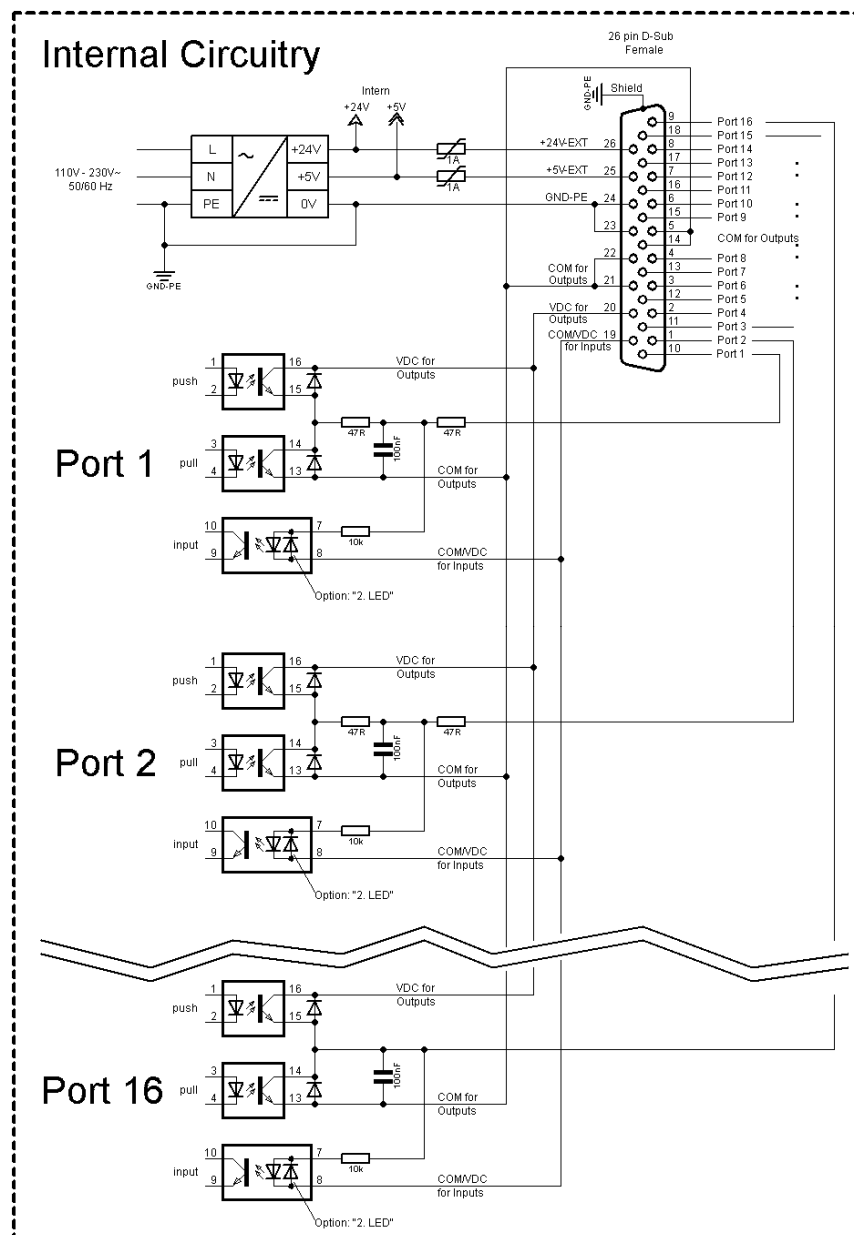 Internal Circuitry
26 pin D-Sub
Female
GND-PE
Shield
Intern
+24V
+5V
110V - 230V~
50/60 Hz
L
N
PE
+24V
+5V
0V
1A
1A
GND-PE
+24V-EXT 26
+5V-EXT 25
GND-PE 24
23
22
COM for
Outputs
21
VDC for
Outputs
20
COM/VDC 19
for Inputs
9 Port 16
18 Port 15
8 Port 14
17 Port 13
7 Port 12
16 Port 11
6 Port 10
15 Port 9
5
14 COM for Outputs
4 Port 8
13 Port 7
3 Port 6
12 Port 5
2 Port 4
11 Port 3
1 Port 2
10 Port 1
Port 1
push
1
2
16
15
VDC for
Outputs
47R
100nF
47R
pull
3
4
14
13
COM for
Outputs
input
10
9
7
8
10k
COM/VDC
for Inputs
Option: "2. LED"
Port 2
push
1
2
16
15
VDC for
Outputs
47R
100nF
47R
pull
3
4
14
13
COM for
Outputs
input
10
9
7
8
10k
COM/VDC
for Inputs
Option: "2. LED"
Port 16
push
1
2
16
15
VDC for
Outputs
100nF
pull
3
4
14
13
COM for
Outputs
input
10
9
7
8
10k
COM/VDC
for Inputs
Option: "2. LED"